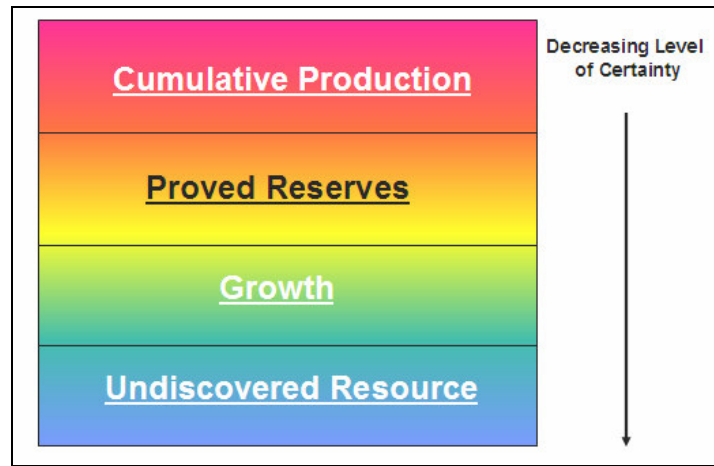 Cumulative Production
Proved Reserves
Growth
Undiscovered Resource
Decreasing Level
of Certainty